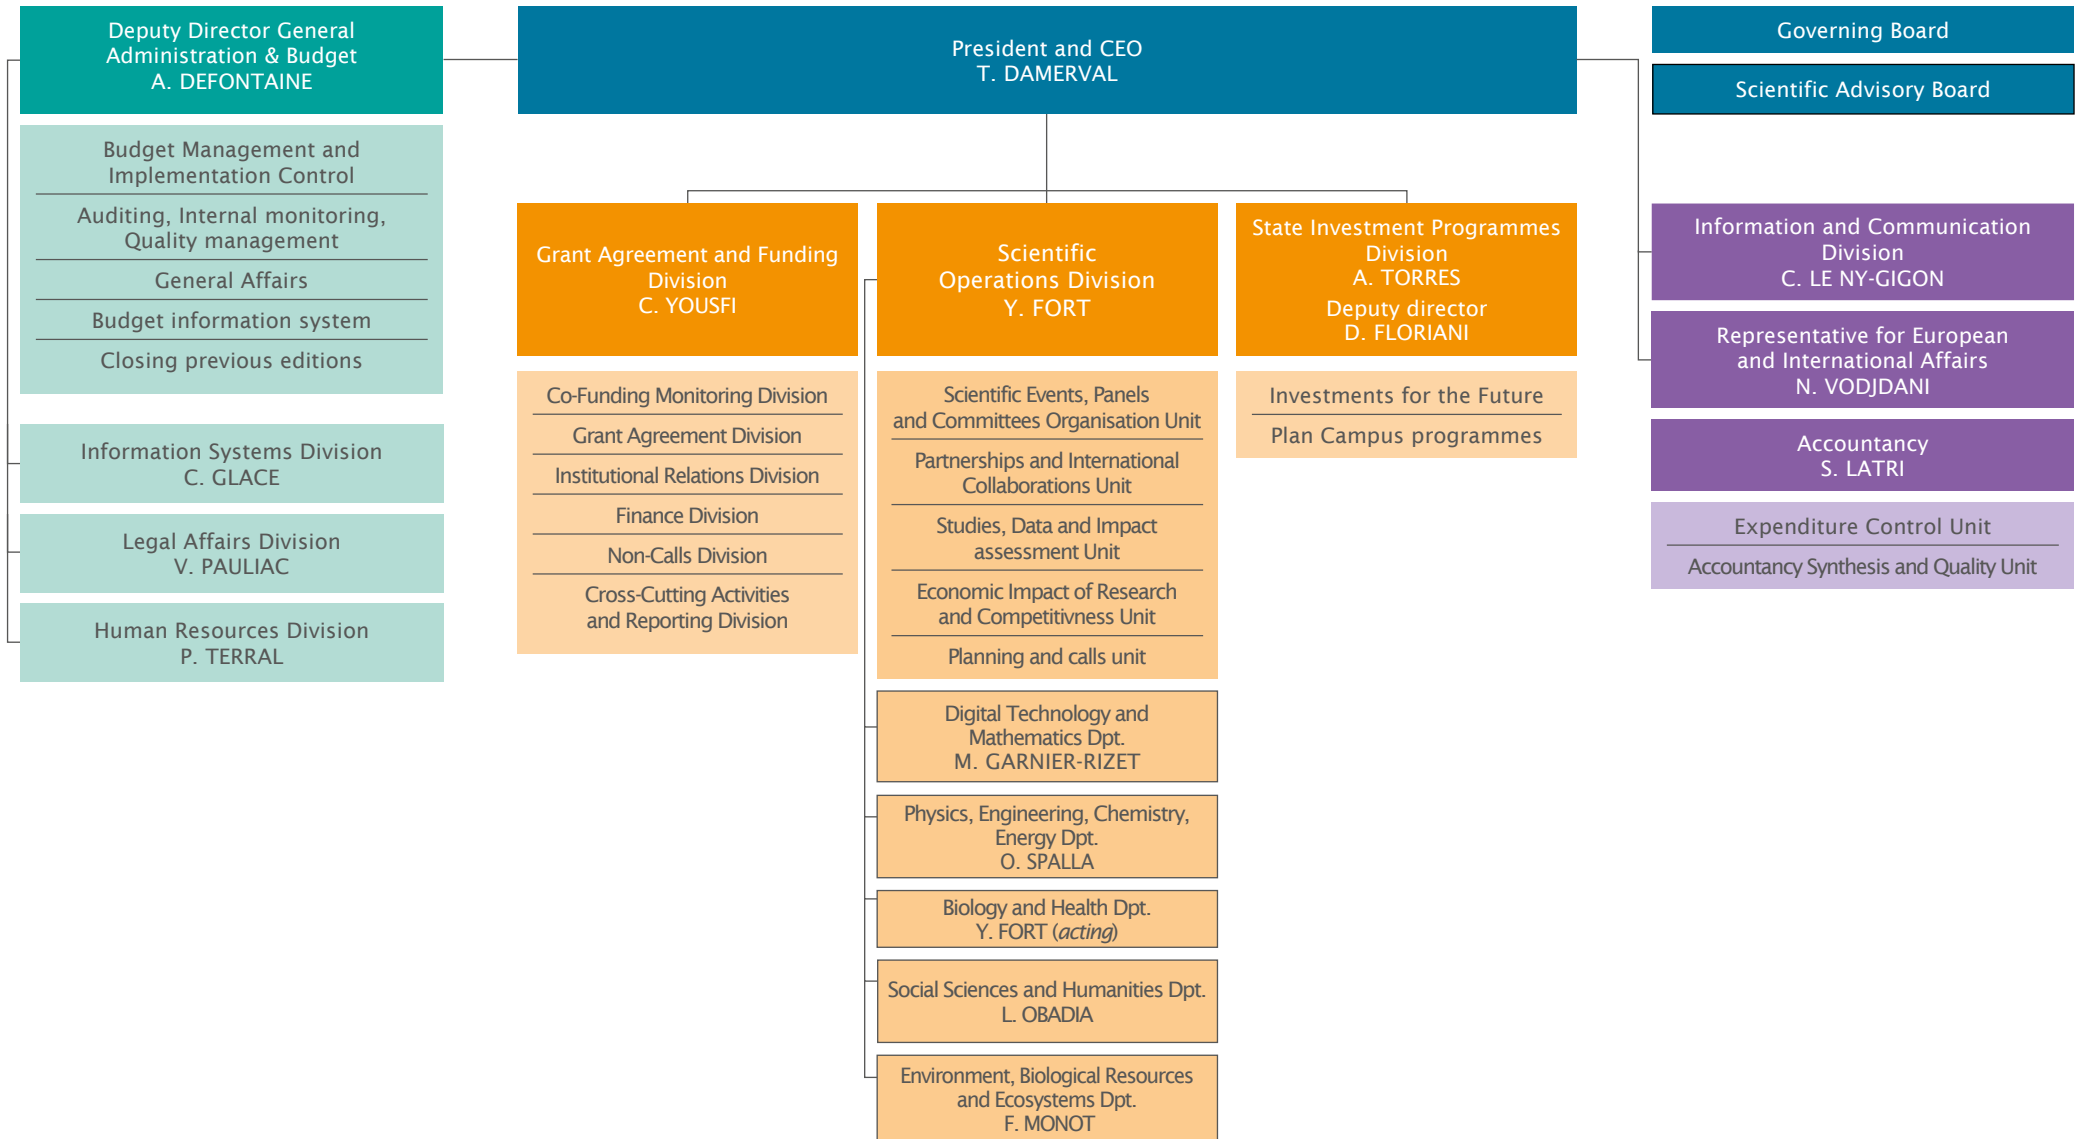 Deputy Director General
Administration & Budget
A. DEFONTAINE
President and CEO
T. DAMERVAL
Governing Board
Scientific Advisory Board
Budget Management and
Implementation Control
Auditing, Internal monitoring,
Quality management
General Affairs
Budget information system
Closing previous editions
Information Systems Division
C. GLACE
Legal Affairs Division
V. PAULIAC
Human Resources Division
P. TERRAL
Grant Agreement and Funding
Division
C. YOUSFI
Co-Funding Monitoring Division
Grant Agreement Division
Institutional Relations Division
Finance Division
Non-Calls Division
Cross-Cutting Activities
and Reporting Division
Scientific
Operations Division
Y. FORT
Scientific Events, Panels
and Committees Organisation Unit
Partnerships and International
Collaborations Unit
Studies, Data and Impact
assessment Unit
Economic Impact of Research
and Competitivness Unit
Planning and calls unit
Digital Technology and
Mathematics Dpt.
M. GARNIER-RIZET
Physics, Engineering, Chemistry,
Energy Dpt.
O. SPALLA
Biology and Health Dpt.
Y. FORT (acting)
Social Sciences and Humanities Dpt.
L. OBADIA
Environment, Biological Resources
and Ecosystems Dpt.
F. MONOT
State Investment Programmes
Division
A. TORRES
Deputy director
D. FLORIANI
Investments for the Future
Plan Campus programmes
Information and Communication
Division
C. LE NY-GIGON
Representative for European
and International Affairs
N. VODJDANI
Accountancy
S. LATRI
Expenditure Control Unit
Accountancy Synthesis and Quality Unit